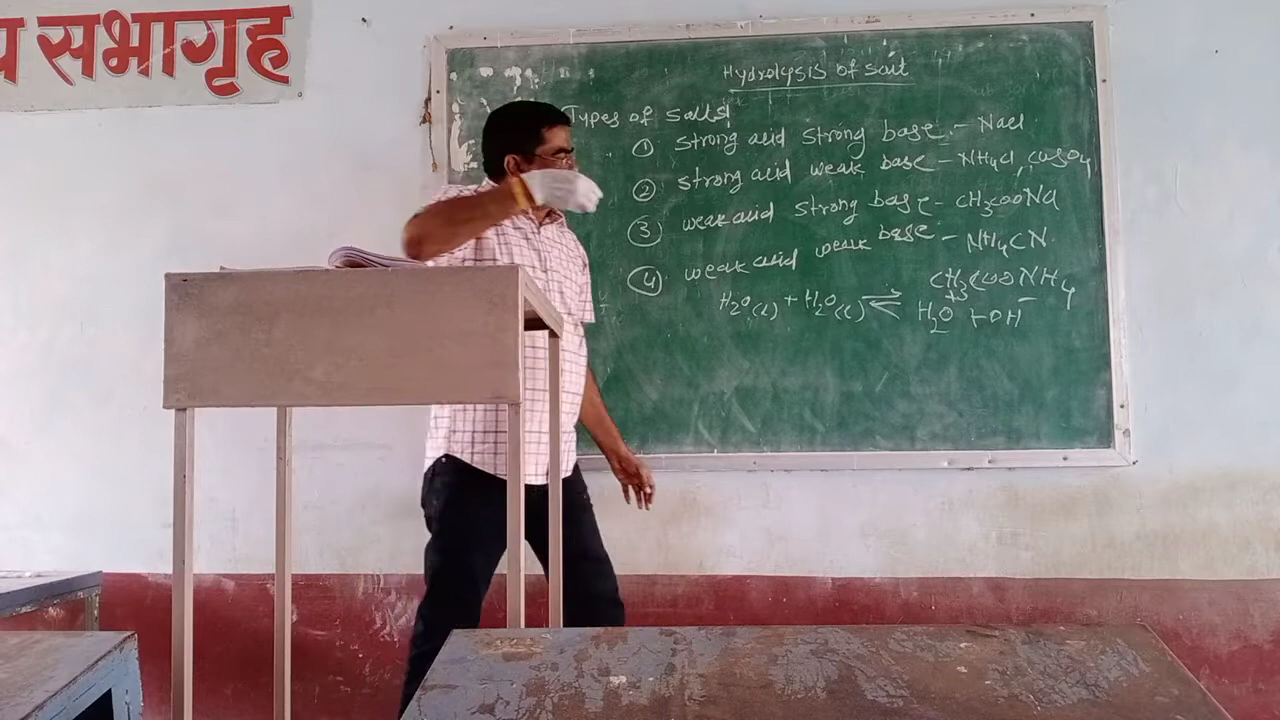 सभागृह
Hydrolysis of salt
Types of salts
① strong acid strong base - NaCl
② strong acid weak base - NH4Cl, CuSO4
③ weak acid strong base - CH3COONa
④ weak acid weak base - NH4CN
CH3COONH4
H2O(l) + H2O(l) ⇌ H2O + OH